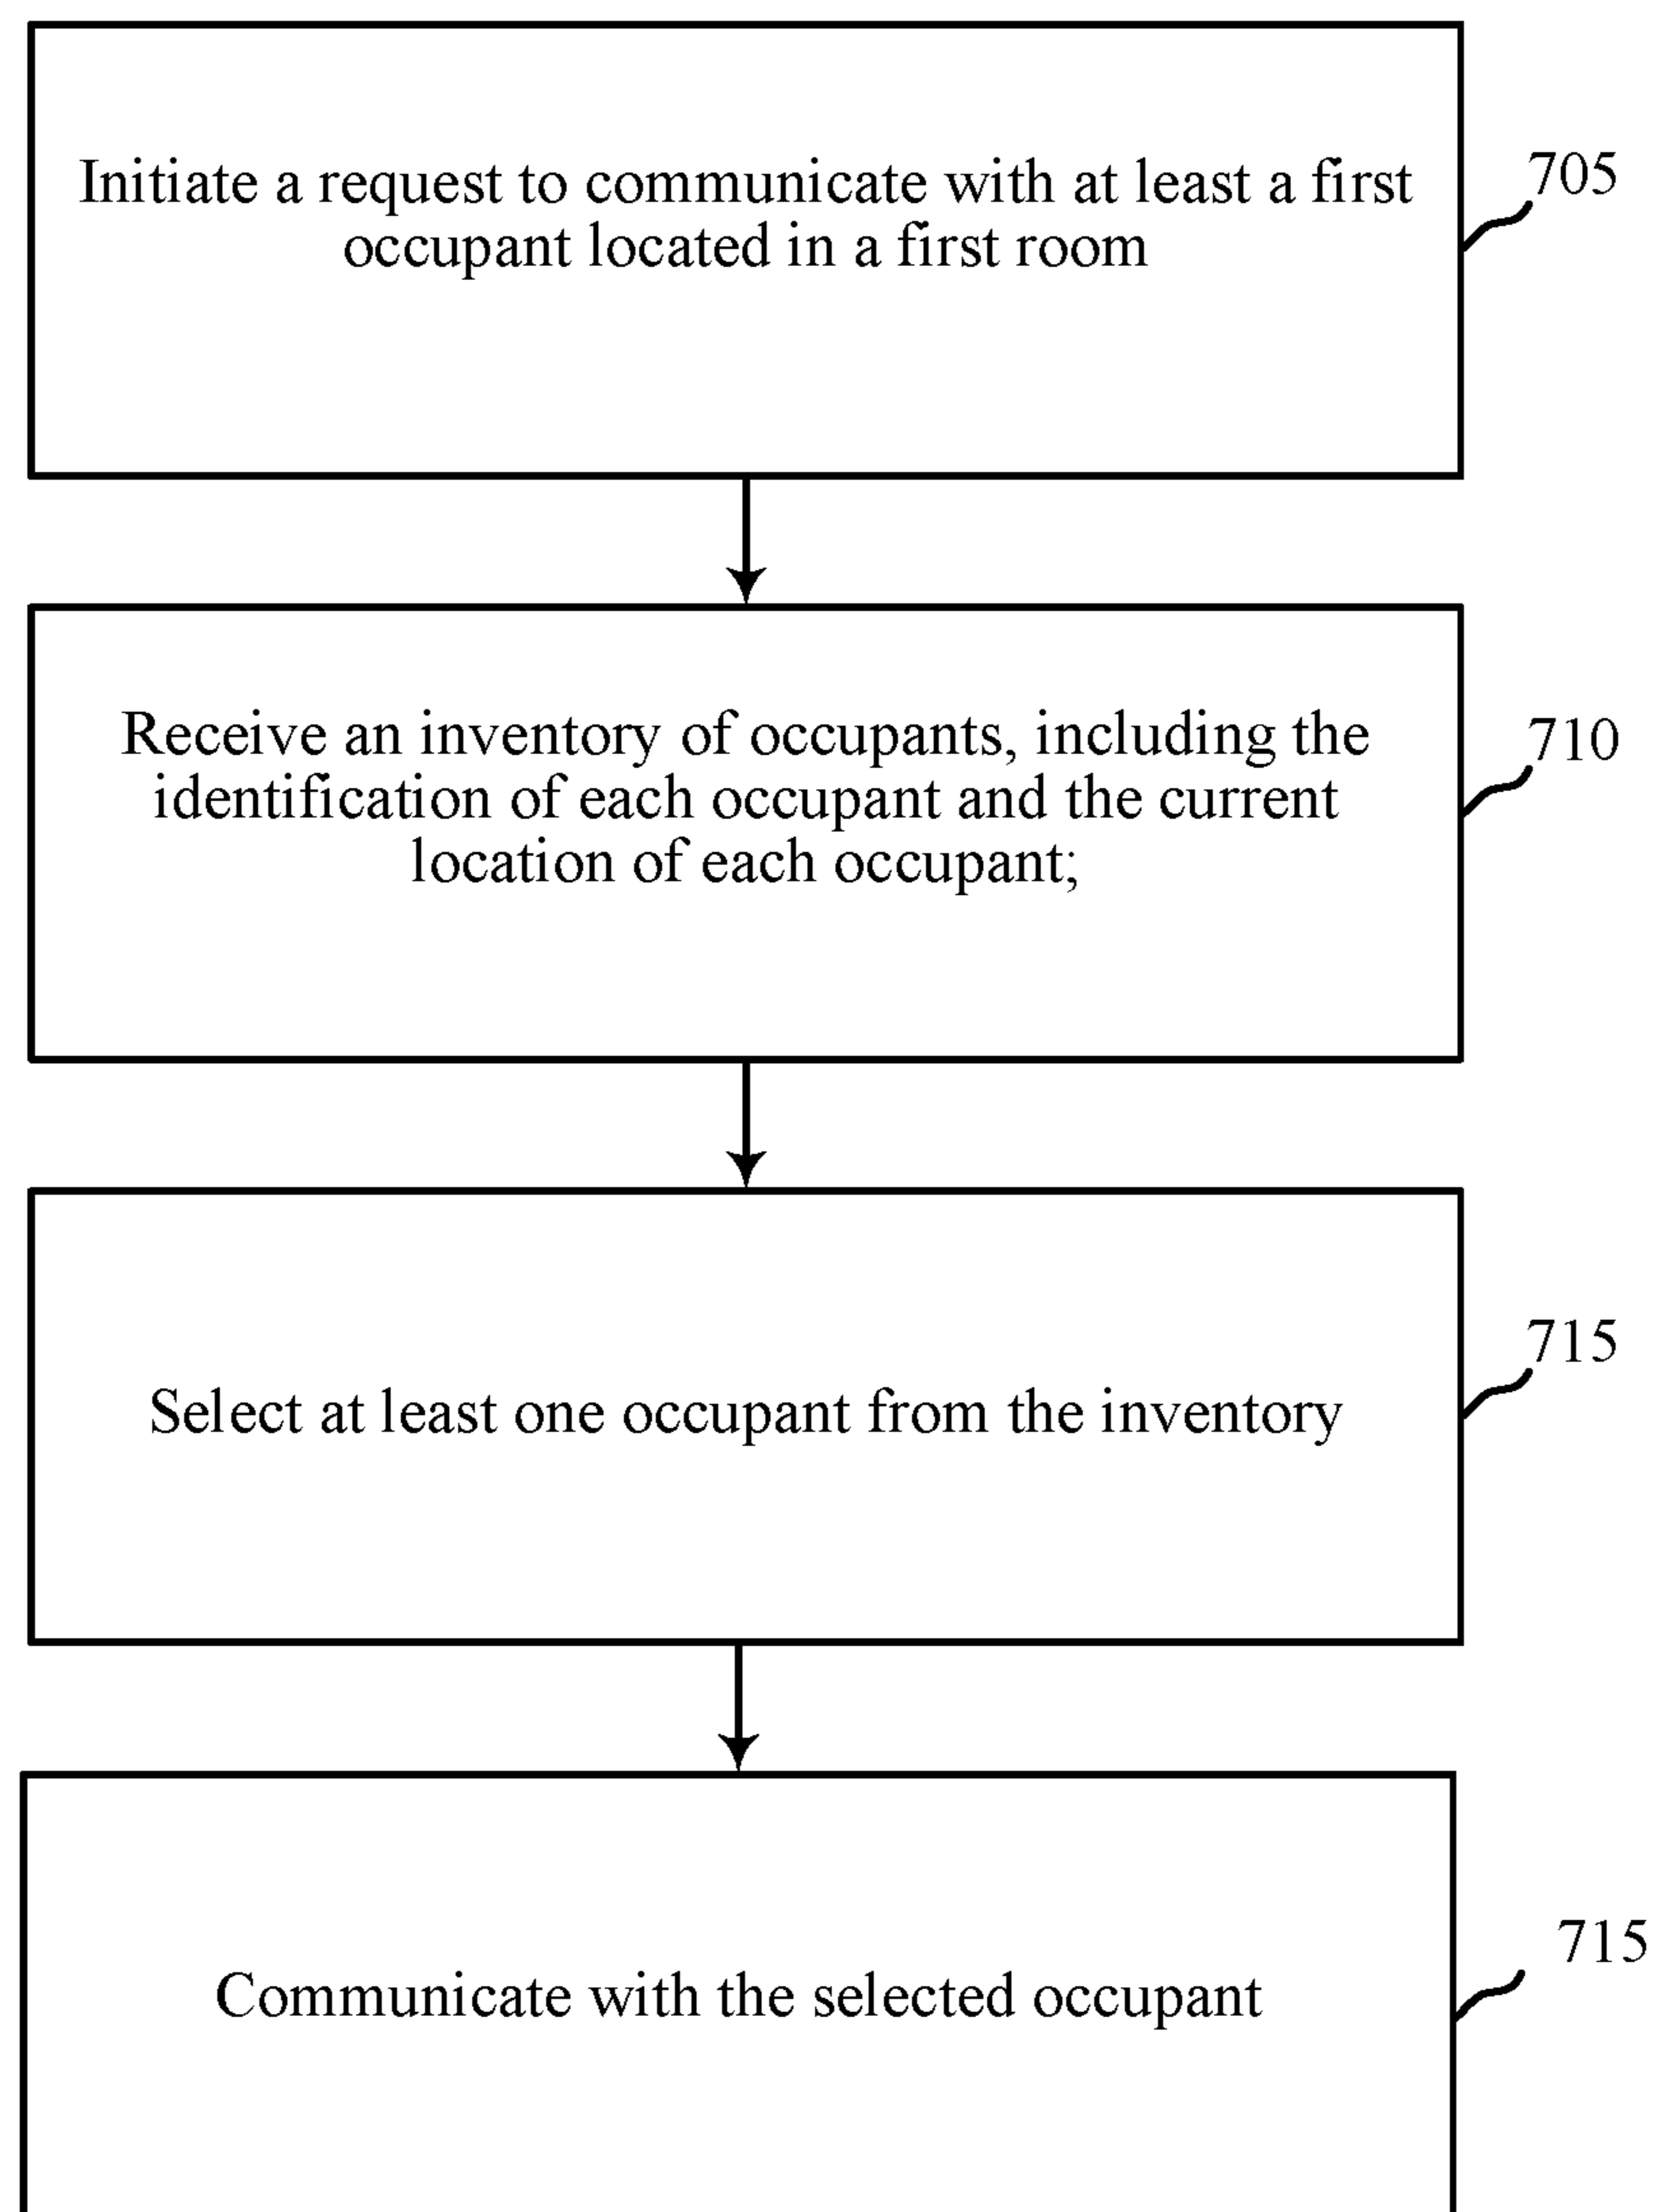 Initiate a request to communicate with at least a first
occupant located in a first room
705
Receive an inventory of occupants, including the
identification of each occupant and the current
location of each occupant;
710
Select at least one occupant from the inventory
715
Communicate with the selected occupant
715